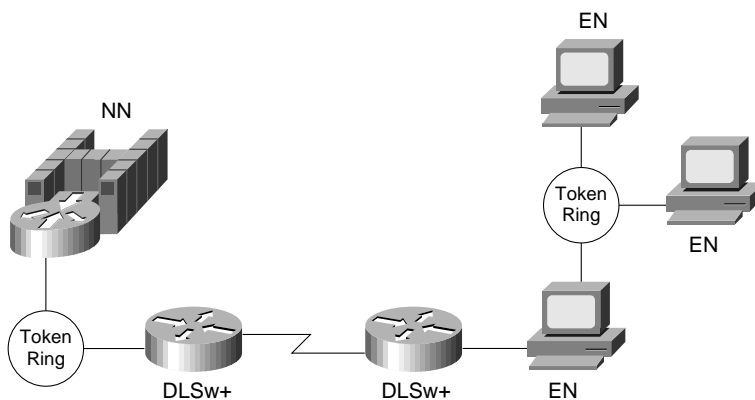 EN
NN
Token
Ring
EN
Token
Ring
DLSw+
DLSw+
EN